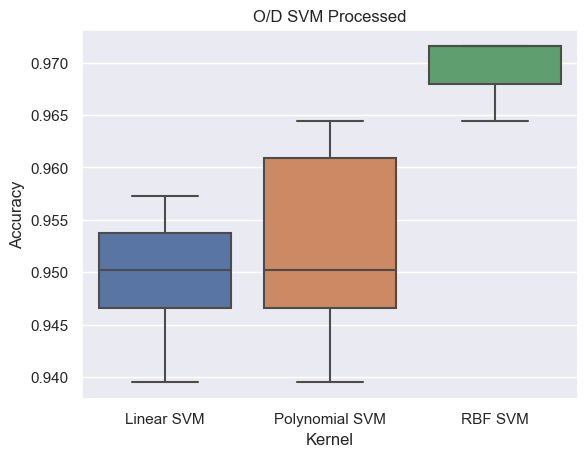 O/D SVM Processed
0.970
0.965
0.960
0.955
0.950
0.945
0.940
Accuracy
Linear SVM
Polynomial SVM
RBF SVM
Kernel